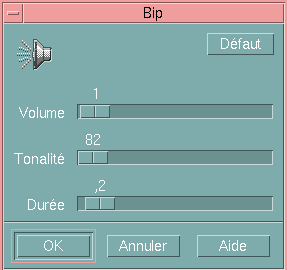 Bip
Défaut
1
Volume
82
Tonalité
,2
Durée
OK
Annuler
Aide